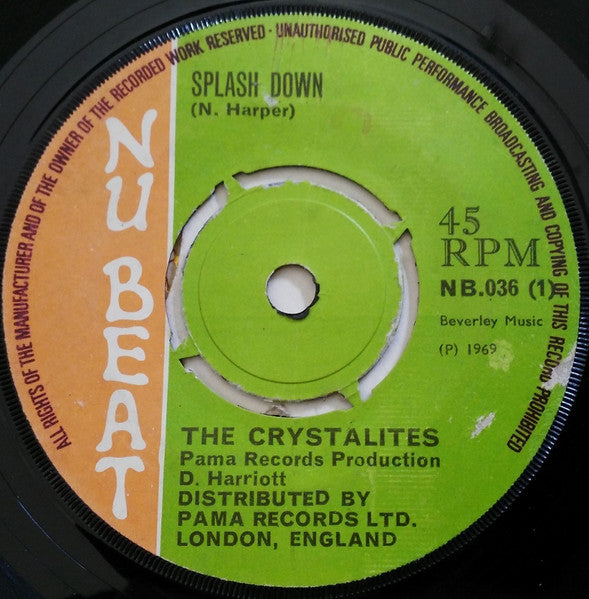 ALL RIGHTS OF THE MANUFACTURER AND OF THE OWNER OF THE RECORDED WORK RESERVED · UNAUTHORISED PUBLIC PERFORMANCE BROADCASTING AND COPYING OF THIS RECORD PROHIBITED
NU BEAT
SPLASH DOWN
(N. Harper)
45
RPM
NB.036 (1)
Beverley Music
(P) 1969
THE CRYSTALITES
Pama Records Production
D. Harriott
DISTRIBUTED BY
PAMA RECORDS LTD.
LONDON, ENGLAND